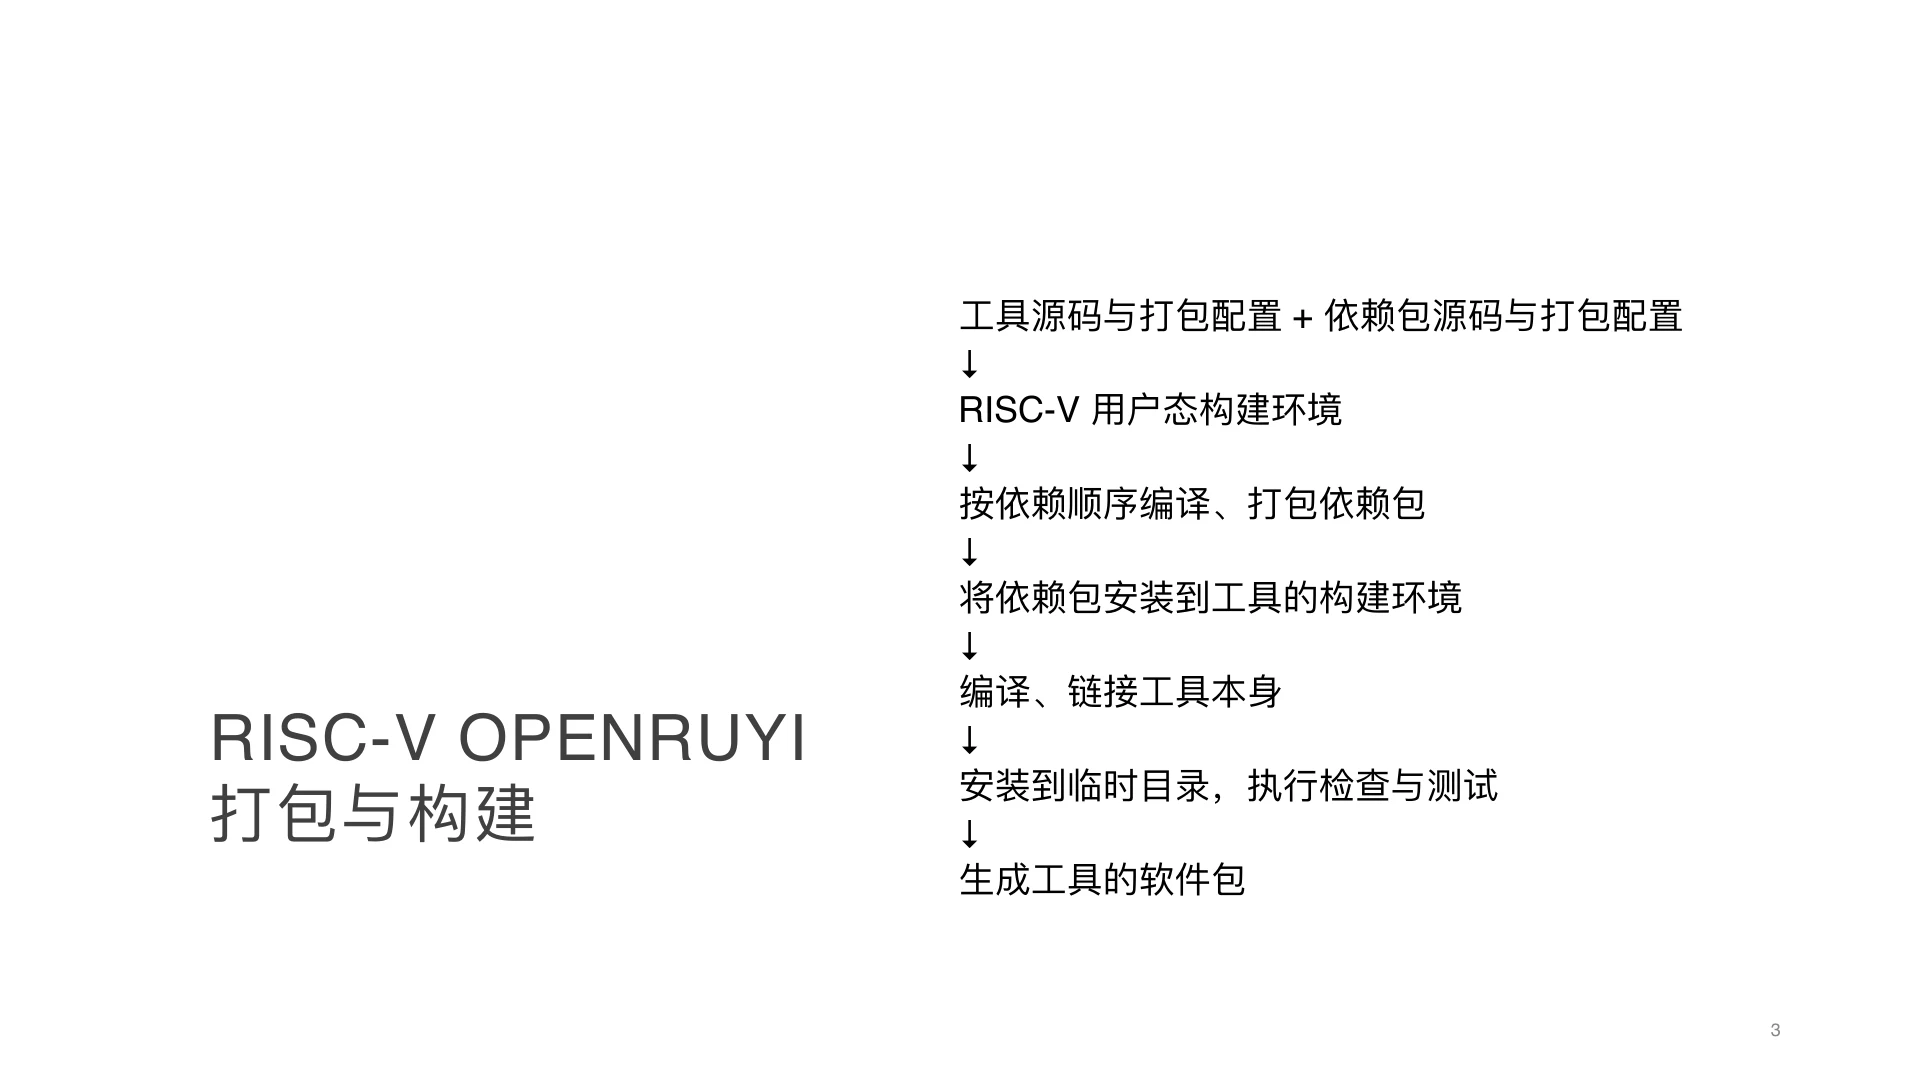 RISC-V OPENRUYI
打包与构建
工具源码与打包配置 + 依赖包源码与打包配置
↓
RISC-V 用户态构建环境
↓
按依赖顺序编译、打包依赖包
↓
将依赖包安装到工具的构建环境
↓
编译、链接工具本身
↓
安装到临时目录，执行检查与测试
↓
生成工具的软件包
3